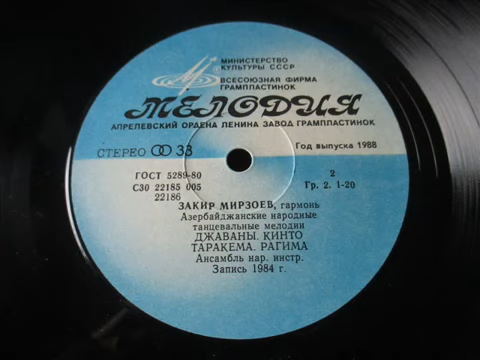 МИНИСТЕРСТВО
КУЛЬТУРЫ СССР
ВСЕСОЮЗНАЯ ФИРМА
ГРАМПЛАСТИНОК
МЕЛОДИЯ
АПРЕЛЕВСКИЙ ОРДЕНА ЛЕНИНА ЗАВОД ГРАМПЛАСТИНОК
СТЕРЕО 33
Год выпуска 1988
ГОСТ 5289-80
2
С30 22185 005
Гр. 2. 1-20
22186
ЗАКИР МИРЗОЕВ, гармонь
Азербайджанские народные
танцевальные мелодии
ДЖАВАНЫ. КИНТО
ТАРАКЕМА. РАГИМА
Ансамбль нар. инстр.
Запись 1984 г.